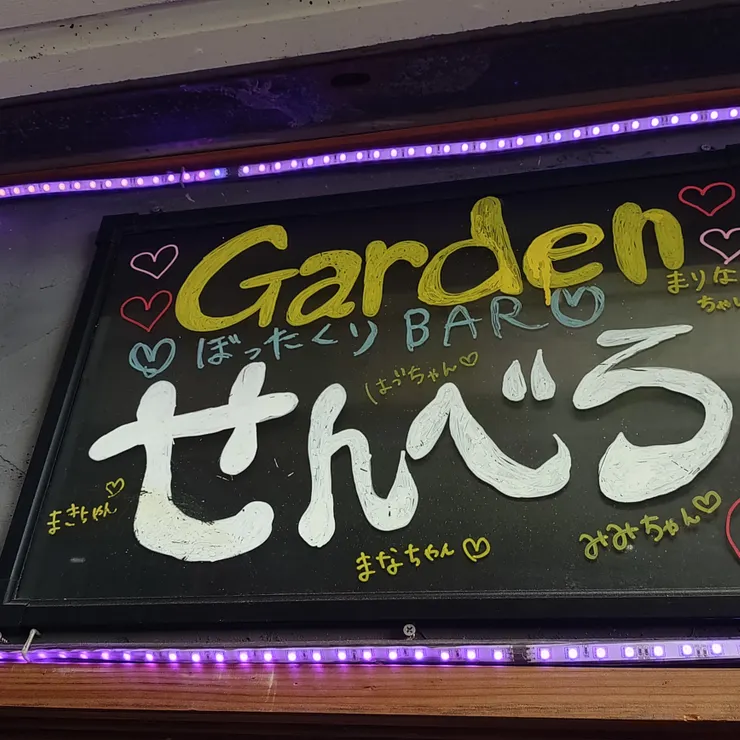 Garden
まりな
ちゃん
ぼったくりBAR
はづちゃん
せんべろ
まきちゃん
まなちゃん
みみちゃん